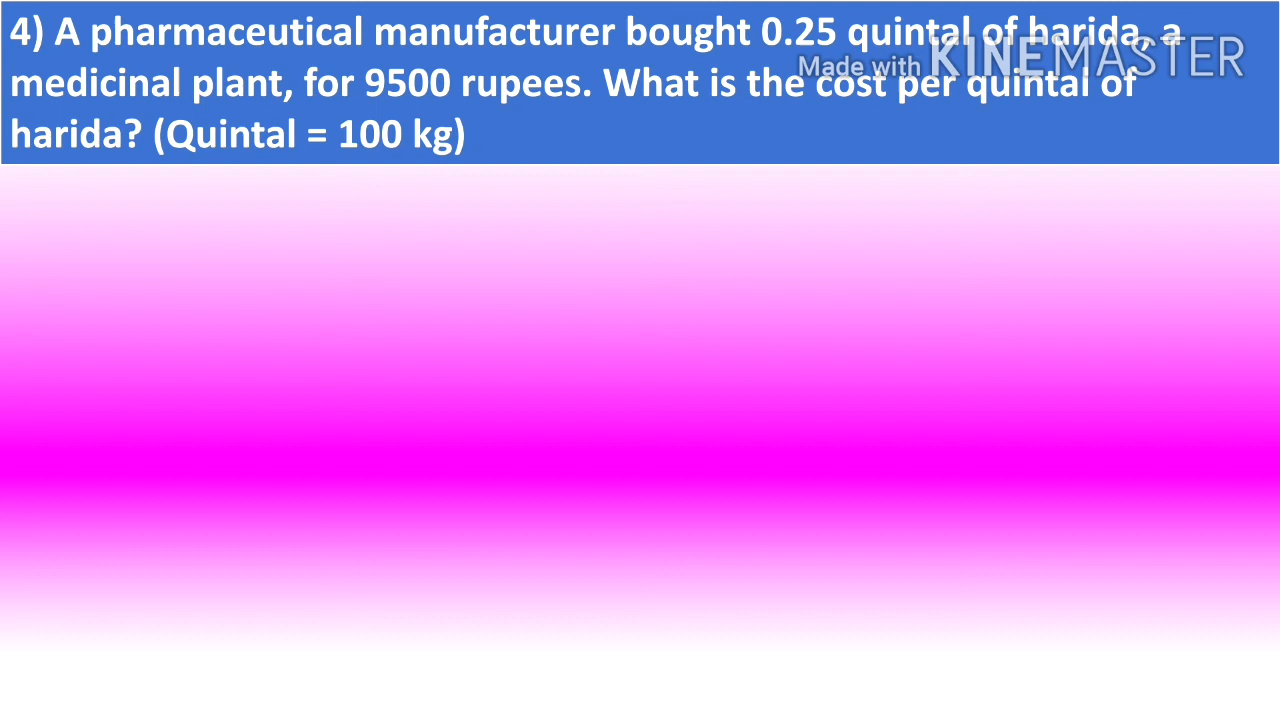 4) A pharmaceutical manufacturer bought 0.25 quintal of harida, a
medicinal plant, for 9500 rupees. What is the cost per quintal of
harida? (Quintal = 100 kg)
Made with KINEMASTER